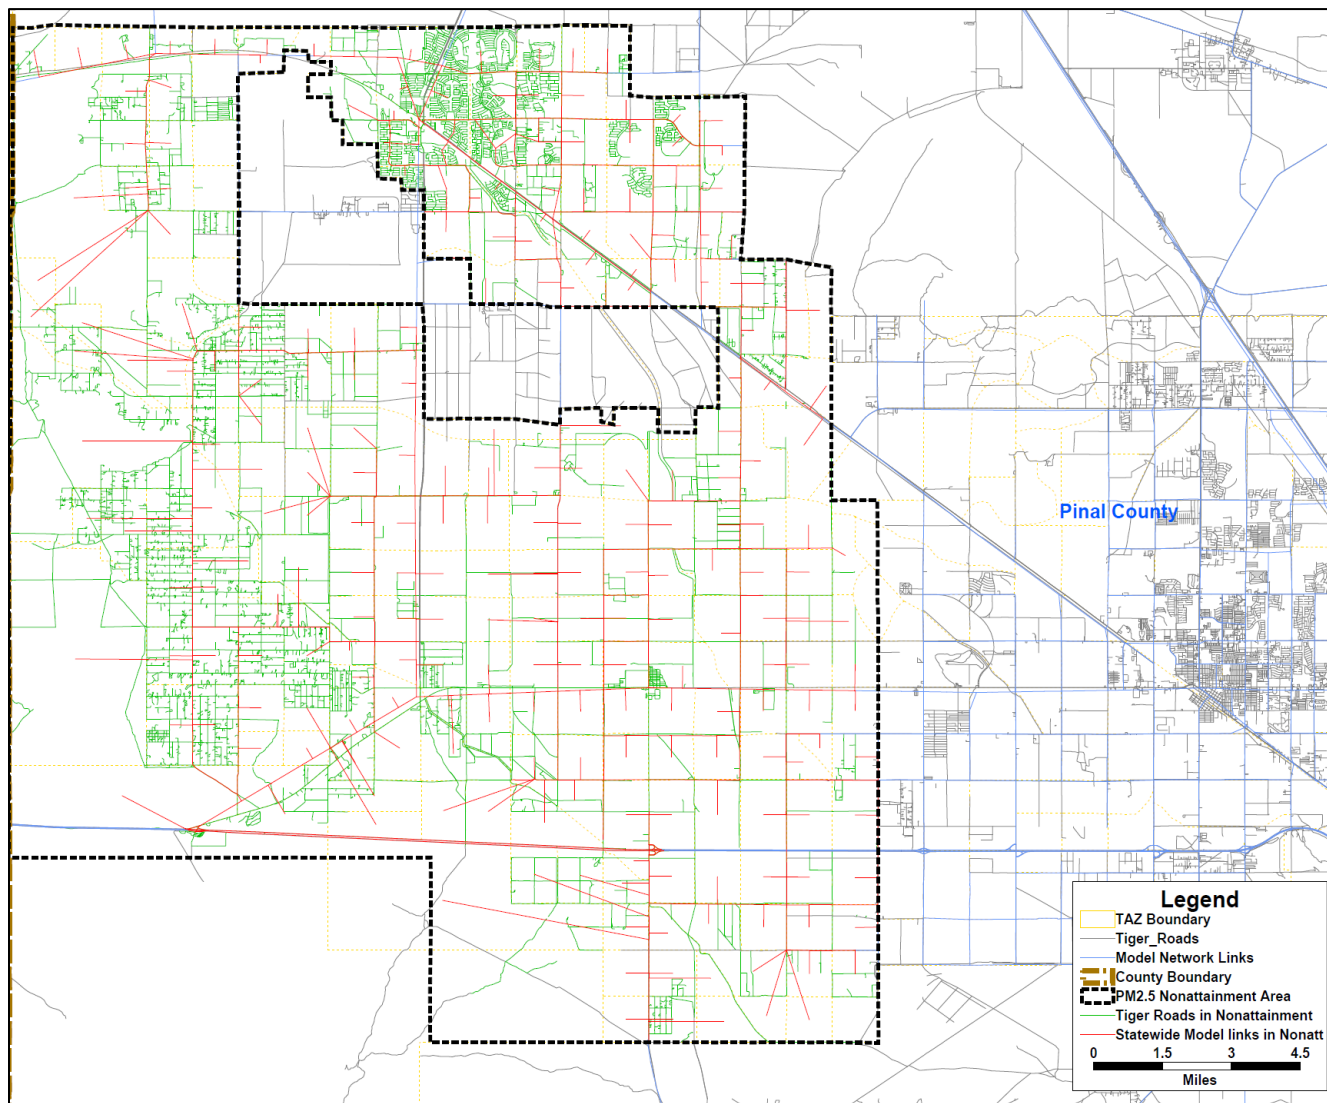 Pinal County
Legend
TAZ Boundary
Tiger_Roads
Model Network Links
County Boundary
PM2.5 Nonattainment Area
Tiger Roads in Nonattainment
Statewide Model links in Nonatt
0 1.5 3 4.5
Miles